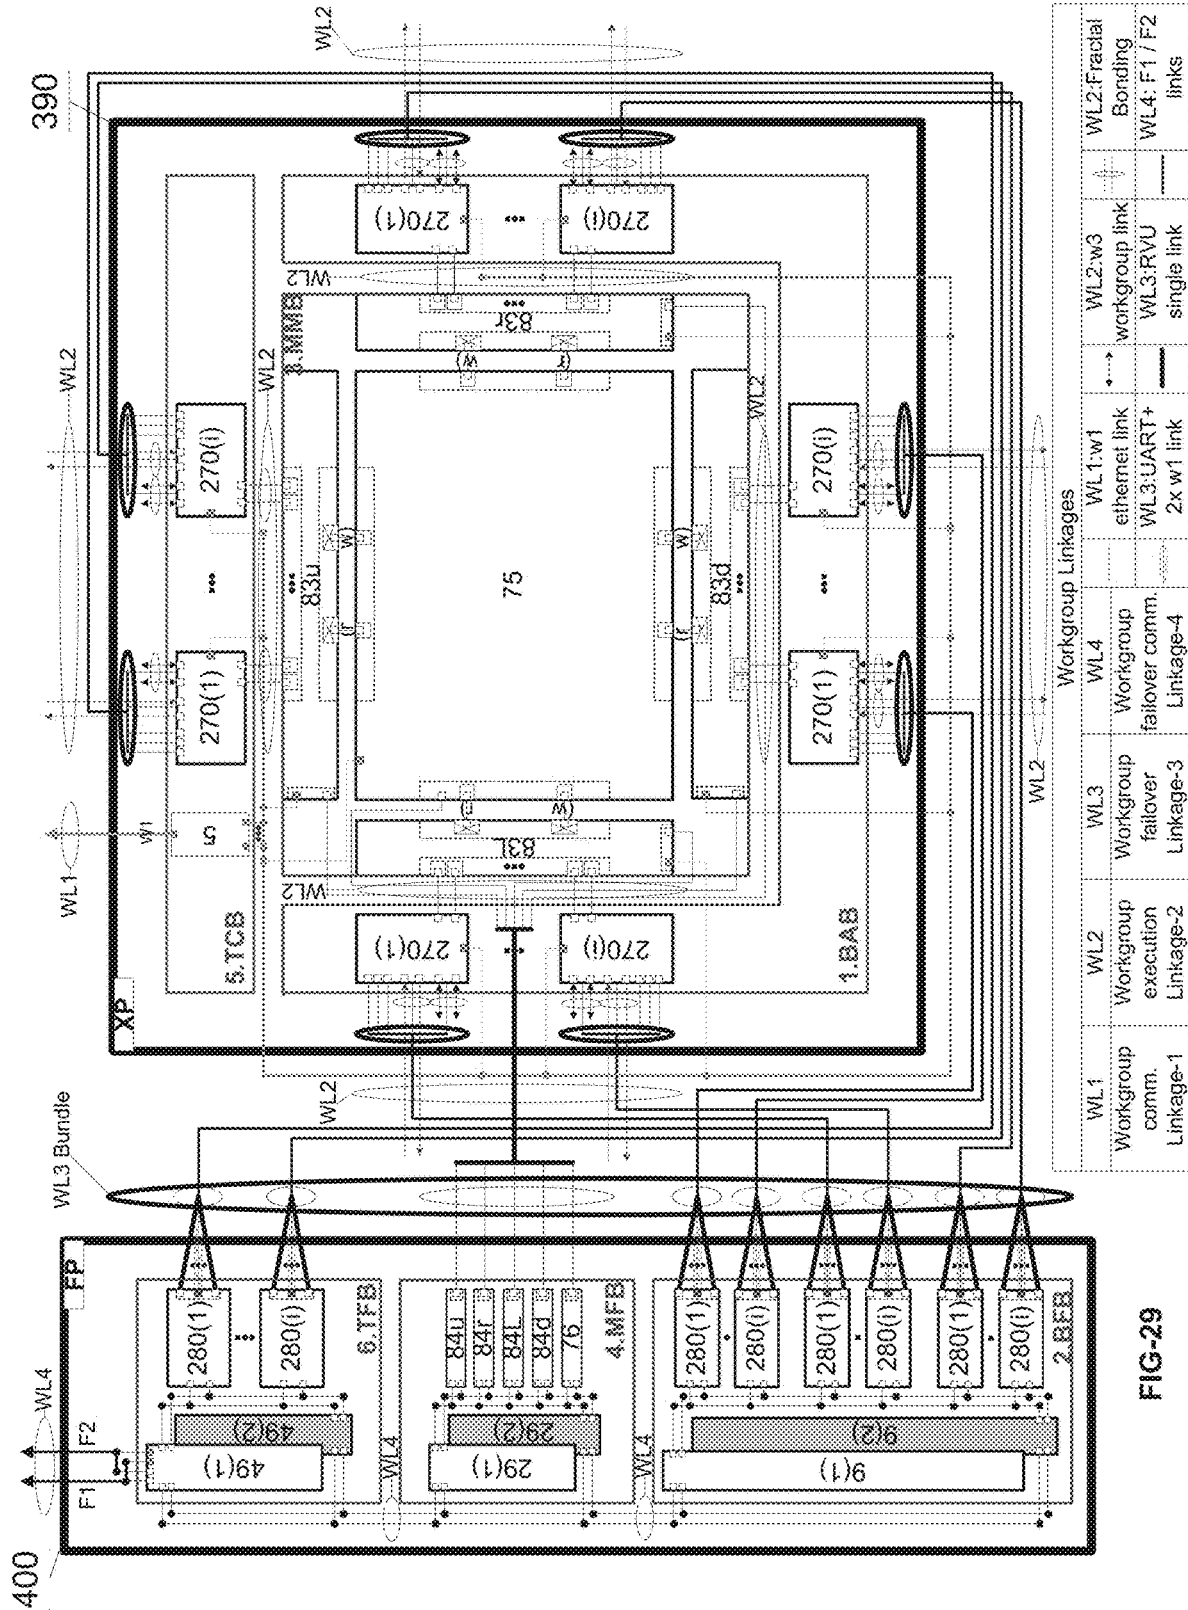 390
400
XP
FP
5.TCB
3.MMB
1.BAB
6.TFB
4.MFB
2.BFB
WL1
W1
5
WL2
WL2
WL2
WL2
WL2
WL2
WL2
WL2
270(1)
270(i)
270(1)
270(i)
270(1)
270(i)
270(1)
270(i)
83u
83r
83L
83d
75
(r
w)
(r
w)
(r
w)
(w
WL3 Bundle
WL4
F1
F2
WL4
WL4
280(1)
280(i)
49(1)
49(2)
84u
84r
84L
84d
76
29(1)
29(2)
280(1)
280(i)
280(1)
280(i)
280(1)
280(i)
9(1)
9(2)
Workgroup Linkages
WL1
WL2
WL3
WL4
WL1:w1
ethernet link
WL2:w3
workgroup link
WL2:Fractal
Bonding
Workgroup
comm.
Linkage-1
Workgroup
execution
Linkage-2
Workgroup
failover
Linkage-3
Workgroup
failover comm.
Linkage-4
WL3:UART+
2x w1 link
WL3:RVU
single link
WL4: F1 / F2
links
FIG-29